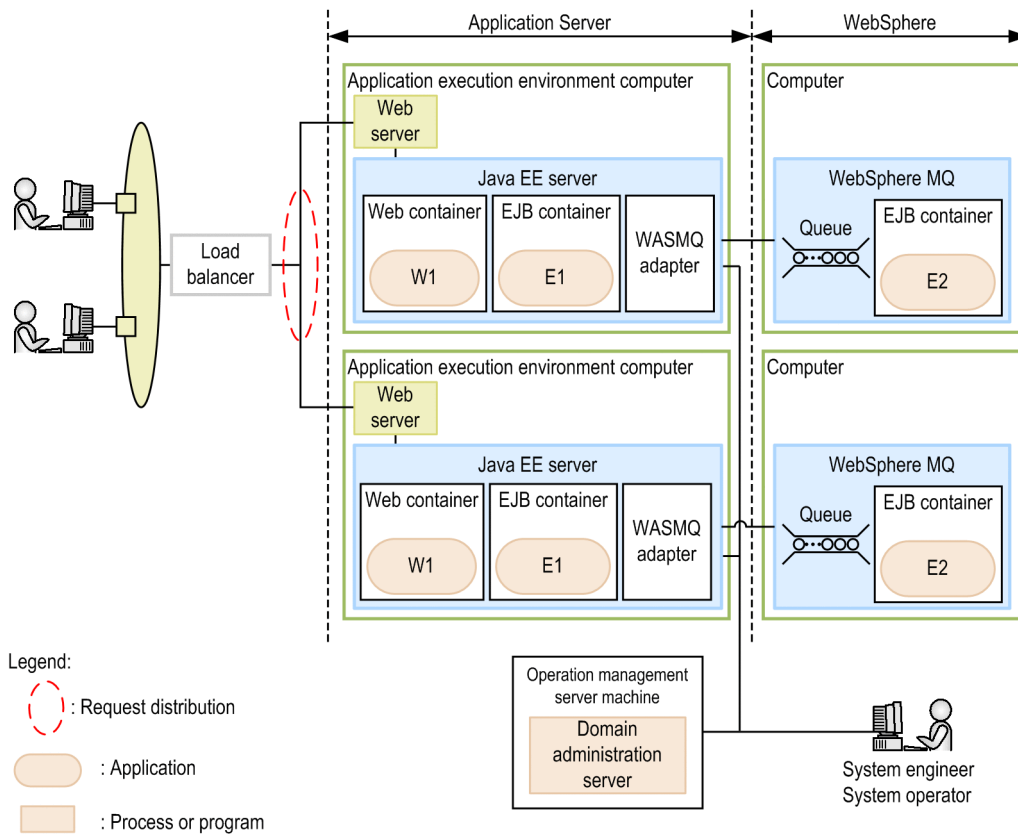 Application Server
WebSphere
Application execution environment computer
Web
server
Java EE server
Web container
W1
EJB container
E1
WASMQ
adapter
Computer
WebSphere MQ
Queue
EJB container
E2
Load
balancer
Application execution environment computer
Web
server
Java EE server
Web container
W1
EJB container
E1
WASMQ
adapter
Computer
WebSphere MQ
Queue
EJB container
E2
Operation management
server machine
Domain
administration
server
System engineer
System operator
Legend:
: Request distribution
: Application
: Process or program